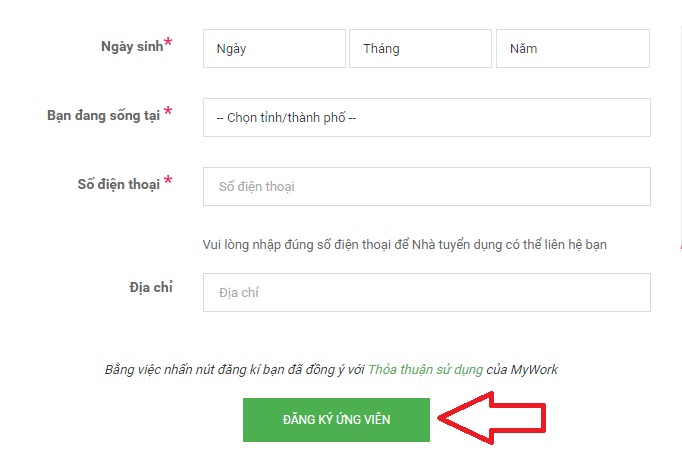 Ngày sinh* Ngày Tháng Năm
Bạn đang sống tại * -- Chọn tỉnh/thành phố --
Số điện thoại * Số điện thoại
Vui lòng nhập đúng số điện thoại để Nhà tuyển dụng có thể liên hệ bạn
Địa chỉ Địa chỉ
Bằng việc nhấn nút đăng kí bạn đã đồng ý với Thỏa thuận sử dụng của MyWork
ĐĂNG KÝ ỨNG VIÊN